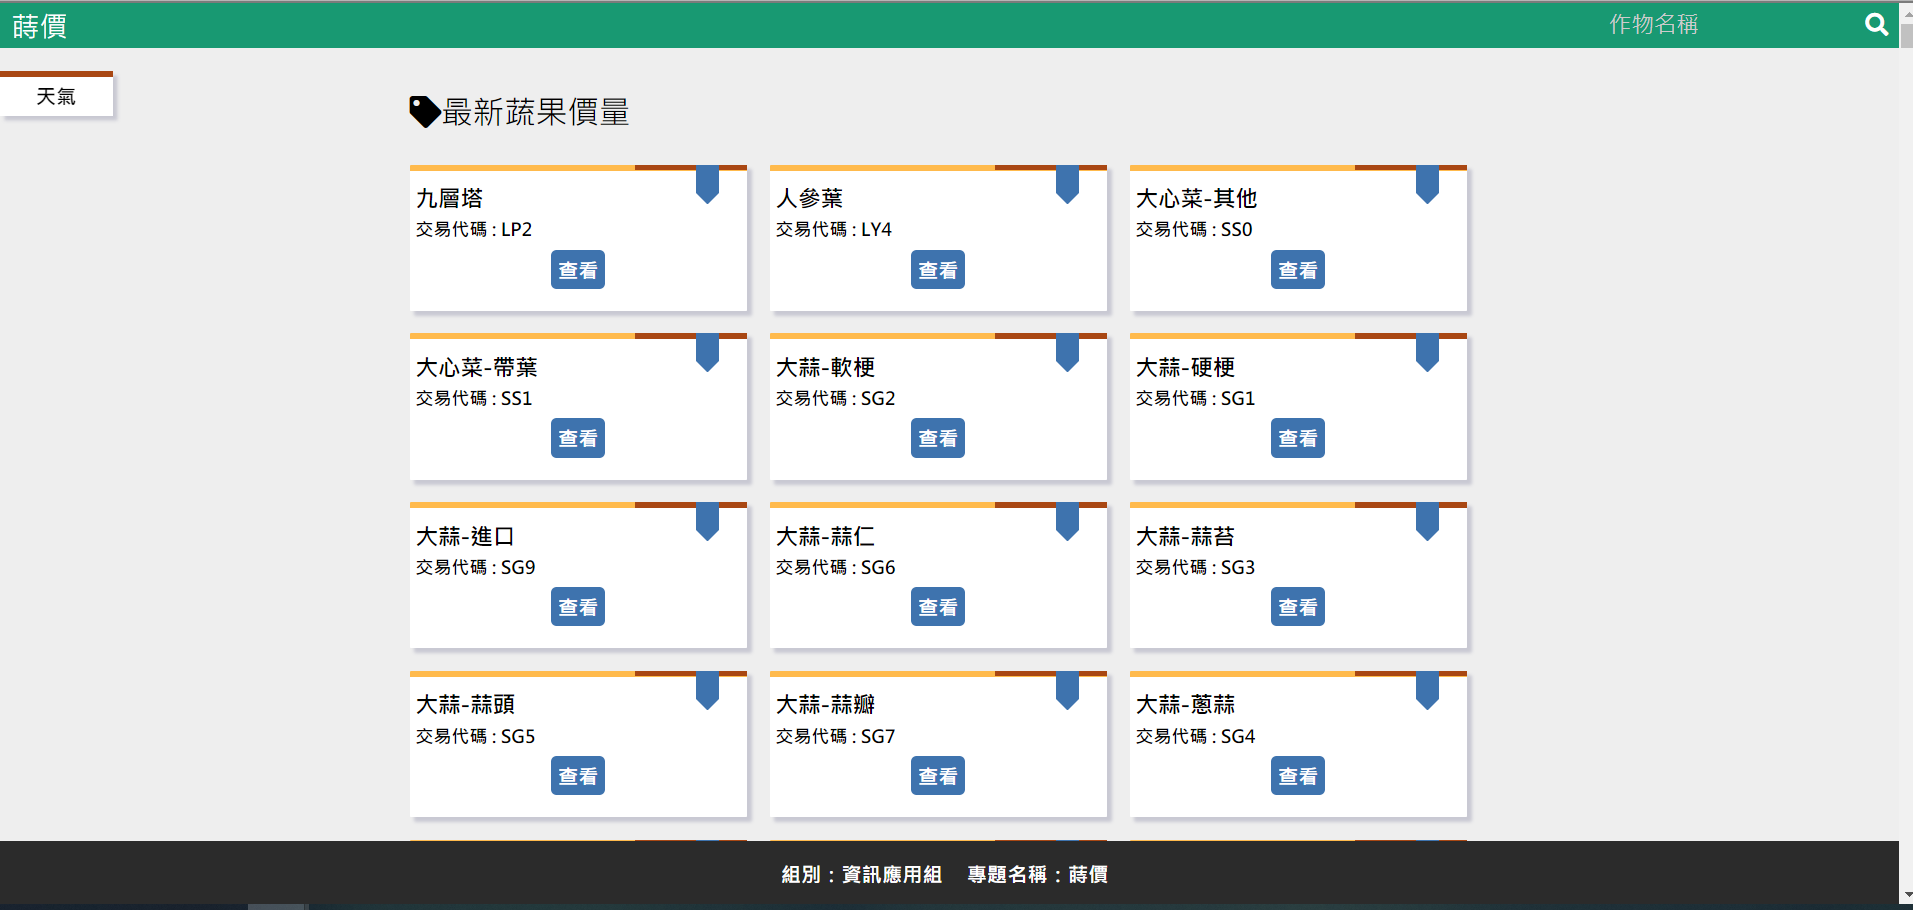 蒔價
作物名稱
天氣
最新蔬果價量
九層塔
交易代碼 : LP2
查看
人參葉
交易代碼 : LY4
查看
大心菜-其他
交易代碼 : SS0
查看
大心菜-帶葉
交易代碼 : SS1
查看
大蒜-軟梗
交易代碼 : SG2
查看
大蒜-硬梗
交易代碼 : SG1
查看
大蒜-進口
交易代碼 : SG9
查看
大蒜-蒜仁
交易代碼 : SG6
查看
大蒜-蒜苔
交易代碼 : SG3
查看
大蒜-蒜頭
交易代碼 : SG5
查看
大蒜-蒜瓣
交易代碼 : SG7
查看
大蒜-蔥蒜
交易代碼 : SG4
查看
組別：資訊應用組 專題名稱：蒔價